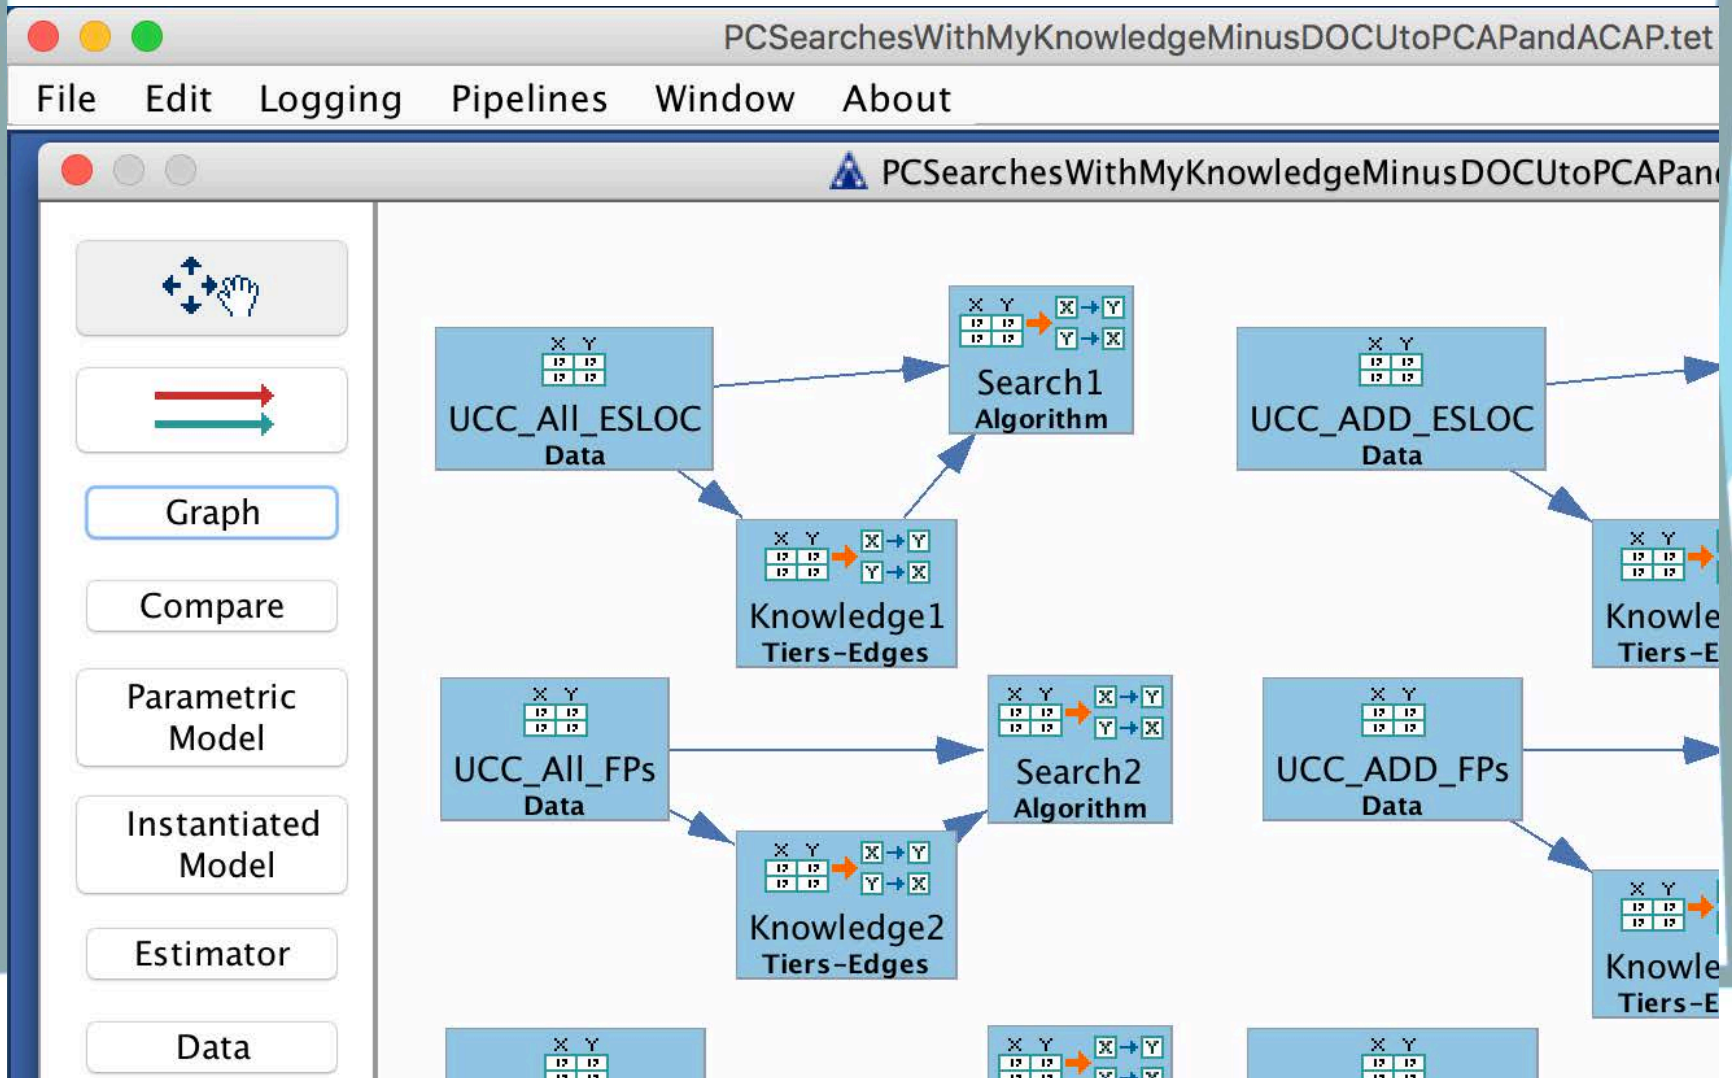 PCSearchesWithMyKnowledgeMinusDOCUtoPCAPandACAP.tet
File Edit Logging Pipelines Window About
PCSearchesWithMyKnowledgeMinusDOCUtoPCAPan
Graph
Compare
Parametric
Model
Instantiated
Model
Estimator
Data
X Y
UCC_All_ESLOC
Data
X Y X Y
Y X
Search1
Algorithm
X Y X Y
Y X
Knowledge1
Tiers-Edges
X Y
UCC_ADD_ESLOC
Data
X Y
Knowle
Tiers-E
X Y
UCC_All_FPs
Data
X Y X Y
Y X
Search2
Algorithm
X Y X Y
Y X
Knowledge2
Tiers-Edges
X Y
UCC_ADD_FPs
Data
X Y
Knowle
Tiers-E
X Y
X Y X Y
X Y